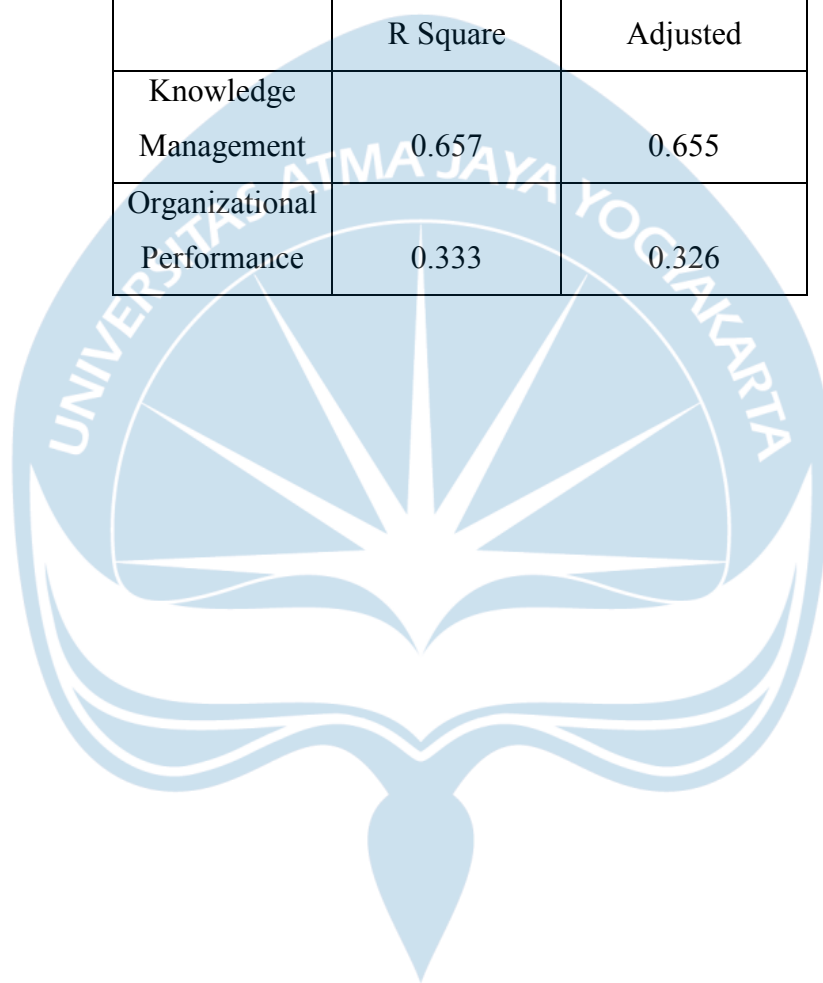 R Square Adjusted
Knowledge
Management 0.657 0.655
Organizational
Performance 0.333 0.326
UNIVERSITAS ATMA JAYA YOGYAKARTA